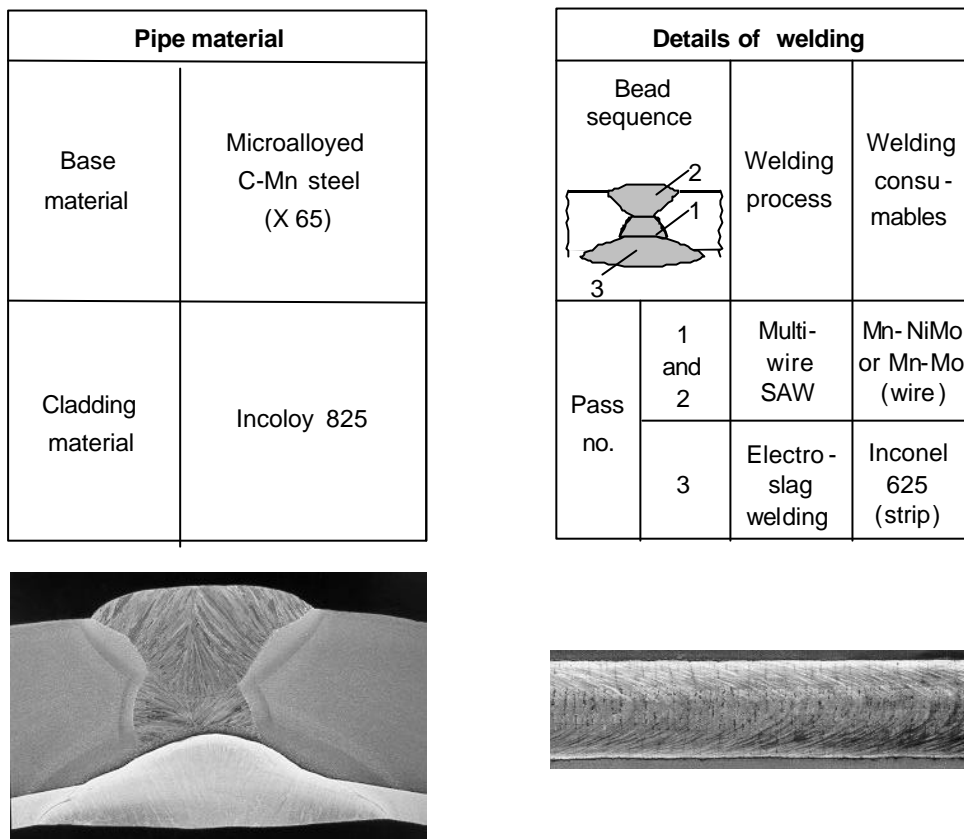 Pipe material
Base
material
Microalloyed
C-Mn steel
(X 65)
Cladding
material
Incoloy 825
Details of welding
Bead
sequence
2
1
3
Welding
process
Welding
consu-
mables
Pass
no.
1
and
2
Multi-
wire
SAW
Mn-NiMo
or Mn-Mo
(wire)
3
Electro-
slag
welding
Inconel
625
(strip)